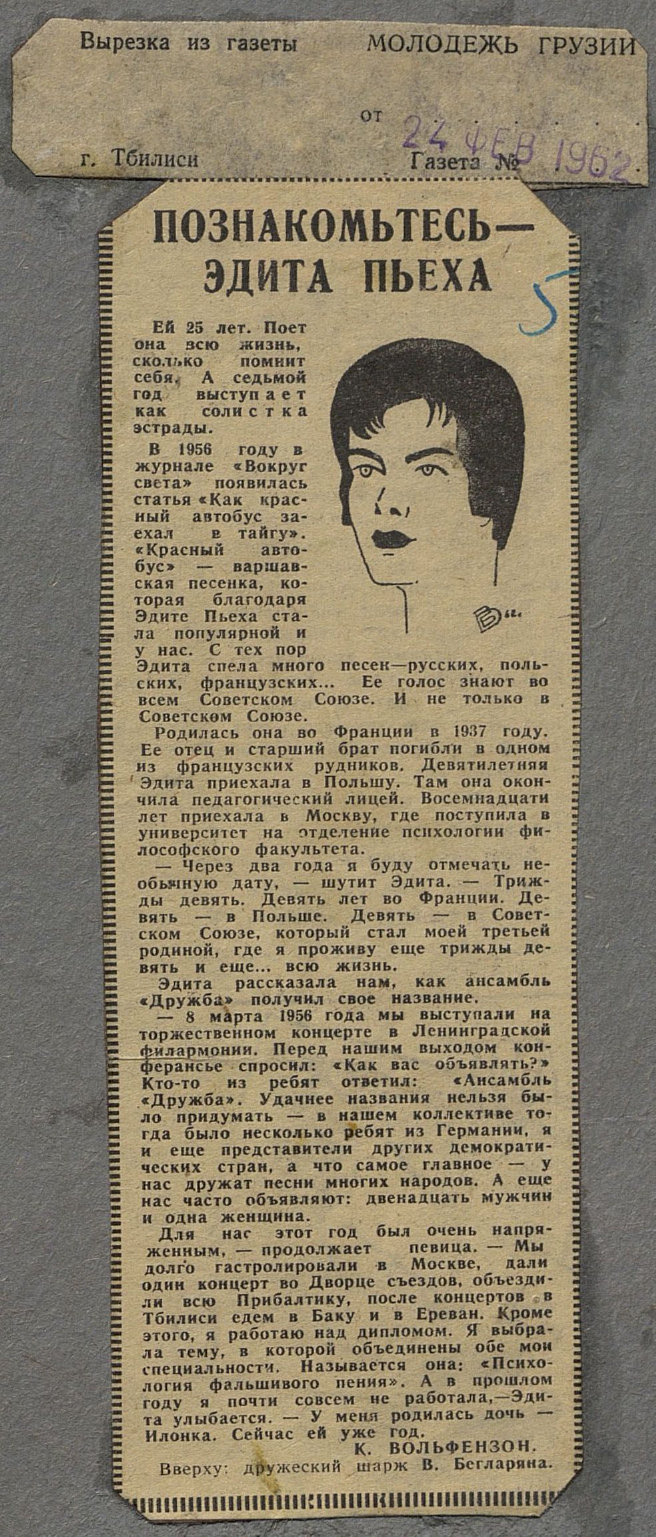 Вырезка из газеты МОЛОДЕЖЬ ГРУЗИИ
от . . . . . .
24 ФЕВ 1962
г. Тбилиси Газета №
ПОЗНАКОМЬТЕСЬ—
ЭДИТА ПЬЕХА
5
Ей 25 лет. Поет
она всю жизнь,
сколько помнит
себя. А седьмой
год выступает
как солистка
эстрады.
В 1956 году в
журнале «Вокруг
света» появилась
статья «Как крас-
ный автобус за-
ехал в тайгу».
«Красный авто-
бус» — варшав-
ская песенка, ко-
торая благодаря
Эдите Пьеха ста-
ла популярной и
у нас. С тех пор
Эдита спела много песен—русских, поль-
ских, французских... Ее голос знают во
всем Советском Союзе. И не только в
Советском Союзе.
Родилась она во Франции в 1937 году.
Ее отец и старший брат погибли в одном
из французских рудников. Девятилетняя
Эдита приехала в Польшу. Там она окон-
чила педагогический лицей. Восемнадцати
лет приехала в Москву, где поступила в
университет на отделение психологии фи-
лософского факультета.
— Через два года я буду отмечать не-
обычную дату, — шутит Эдита. — Триж-
ды девять. Девять лет во Франции. Де-
вять — в Польше. Девять — в Совет-
ском Союзе, который стал моей третьей
родиной, где я проживу еще трижды де-
вять и еще... всю жизнь.
Эдита рассказала нам, как ансамбль
«Дружба» получил свое название.
— 8 марта 1956 года мы выступали на
торжественном концерте в Ленинградской
филармонии. Перед нашим выходом кон-
ферансье спросил: «Как вас объявлять?»
Кто-то из ребят ответил: «Ансамбль
«Дружба». Удачнее названия нельзя бы-
ло придумать — в нашем коллективе то-
гда было несколько ребят из Германии, я
и еще представители других демократи-
ческих стран, а что самое главное — у
нас дружат песни многих народов. А еще
нас часто объявляют: двенадцать мужчин
и одна женщина.
Для нас этот год был очень напря-
женным, — продолжает певица. — Мы
долго гастролировали в Москве, дали
один концерт во Дворце съездов, объезди-
ли всю Прибалтику, после концертов в
Тбилиси едем в Баку и в Ереван. Кроме
этого, я работаю над дипломом. Я выбра-
ла тему, в которой объединены обе мои
специальности. Называется она: «Психо-
логия фальшивого пения». А в прошлом
году я почти совсем не работала,—Эди-
та улыбается. — У меня родилась дочь —
Илонка. Сейчас ей уже год.
К. ВОЛЬФЕНЗОН.
Вверху: дружеский шарж В. Бегларяна.